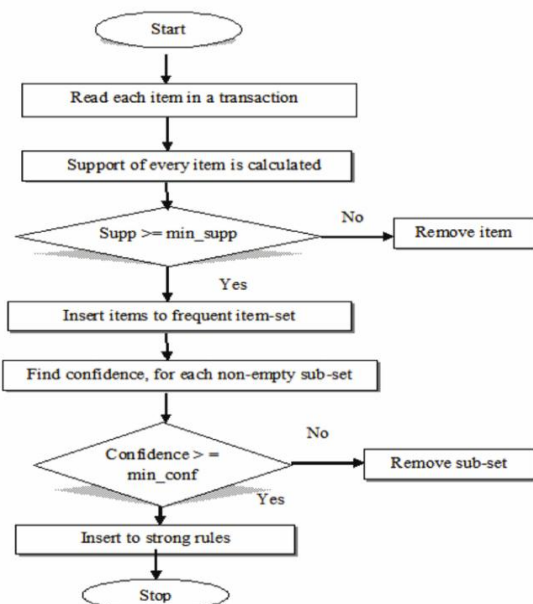 Start
Read each item in a transaction
Support of every item is calculated
Supp >= min_supp
No
Remove item
Yes
Insert items to frequent item-set
Find confidence, for each non-empty sub-set
Confidence > =
min_conf
No
Remove sub-set
Yes
Insert to strong rules
Stop